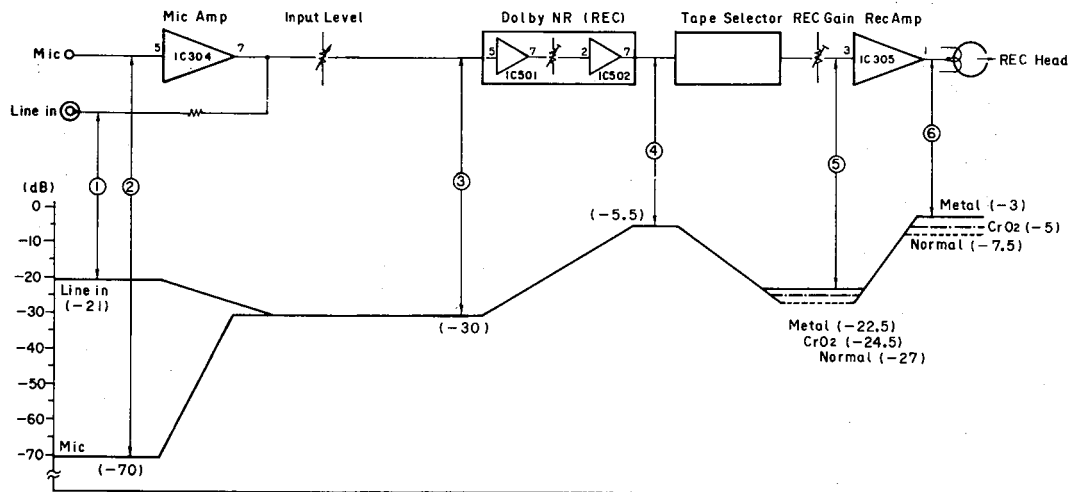 Mic Amp
Input Level
Dolby NR (REC)
Tape Selector
REC Gain
Rec Amp
Mic
5
IC304
7
5
7
2
7
IC501
IC502
3
IC305
1
REC Head
Line in
①
②
③
④
⑤
⑥
(dB)
0
-10
-20
-30
-40
-50
-60
-70
Line in
(-21)
Mic
(-70)
(-30)
(-5.5)
Metal (-22.5)
CrO2 (-24.5)
Normal (-27)
Metal (-3)
CrO2 (-5)
Normal (-7.5)